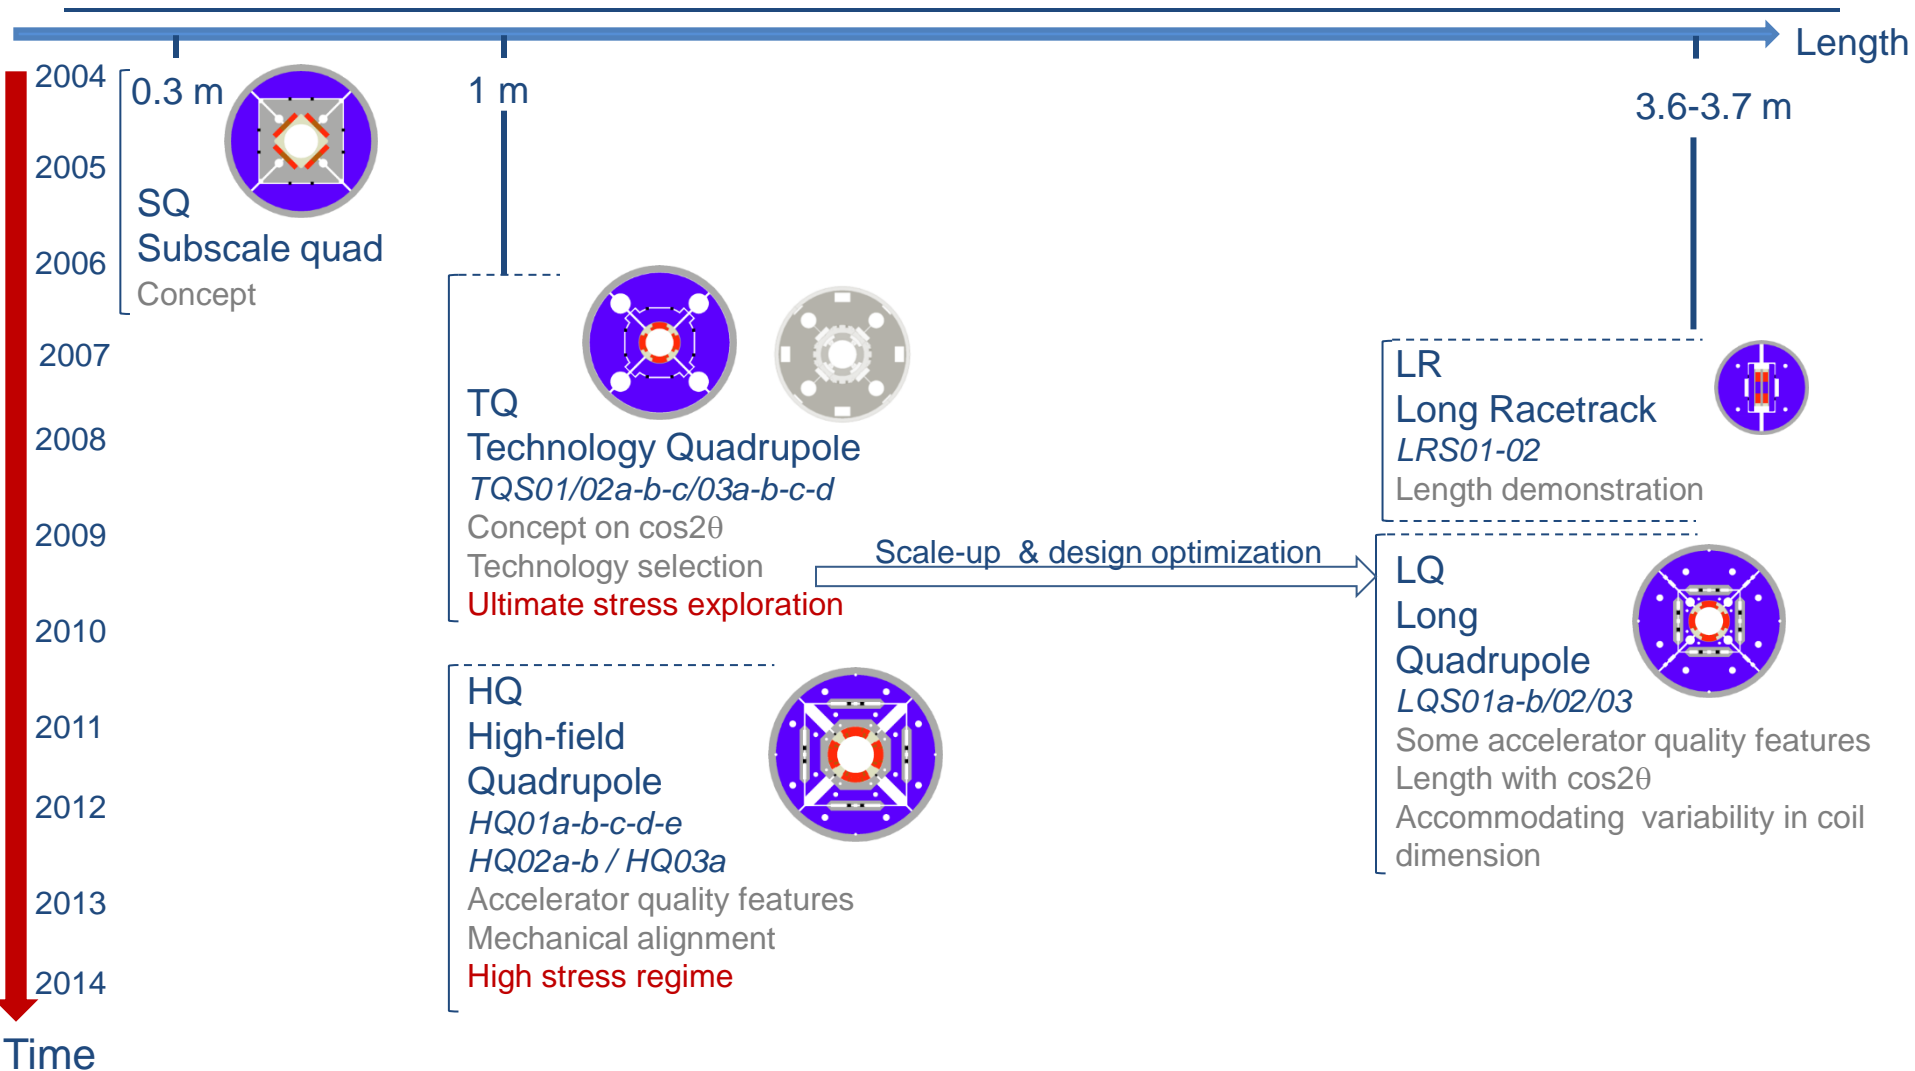 Length
0.3 m
1 m
3.6-3.7 m
2004
2005
2006
2007
2008
2009
2010
2011
2012
2013
2014
Time
SQ
Subscale quad
Concept
TQ
Technology Quadrupole
TQS01/02a-b-c/03a-b-c-d
Concept on cos2θ
Technology selection
Ultimate stress exploration
Scale-up & design optimization
HQ
High-field
Quadrupole
HQ01a-b-c-d-e
HQ02a-b / HQ03a
Accelerator quality features
Mechanical alignment
High stress regime
LR
Long Racetrack
LRS01-02
Length demonstration
LQ
Long
Quadrupole
LQS01a-b/02/03
Some accelerator quality features
Length with cos2θ
Accommodating variability in coil
dimension